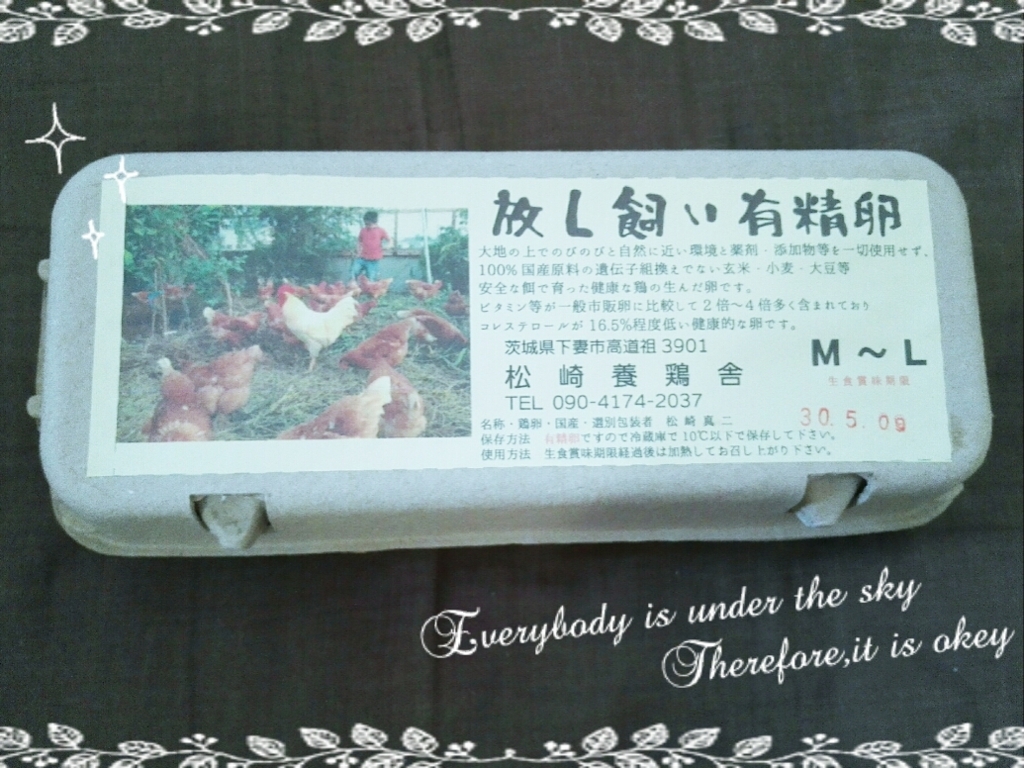 放し飼い有精卵
大地の上でのびのびと自然に近い環境と薬剤・添加物等を一切使用せず、
100%国産原料の遺伝子組換えでない玄米・小麦・大豆等
安全な餌で育った健康な鶏の生んだ卵です。
ビタミン等が一般市販卵に比較して2倍〜4倍多く含まれており
コレステロールが16.5%程度低い健康的な卵です。
茨城県下妻市高道祖3901
松崎養鶏舎
TEL 090-4174-2037
M〜L
生食賞味期限
30.5.09
名称・鶏卵・国産・選別包装者 松崎真二
保存方法 有精卵ですので冷蔵庫で10℃以下で保存して下さい。
使用方法 生食賞味期限経過後は加熱してお召し上がり下さい。
Everybody is under the sky
Therefore,it is okey